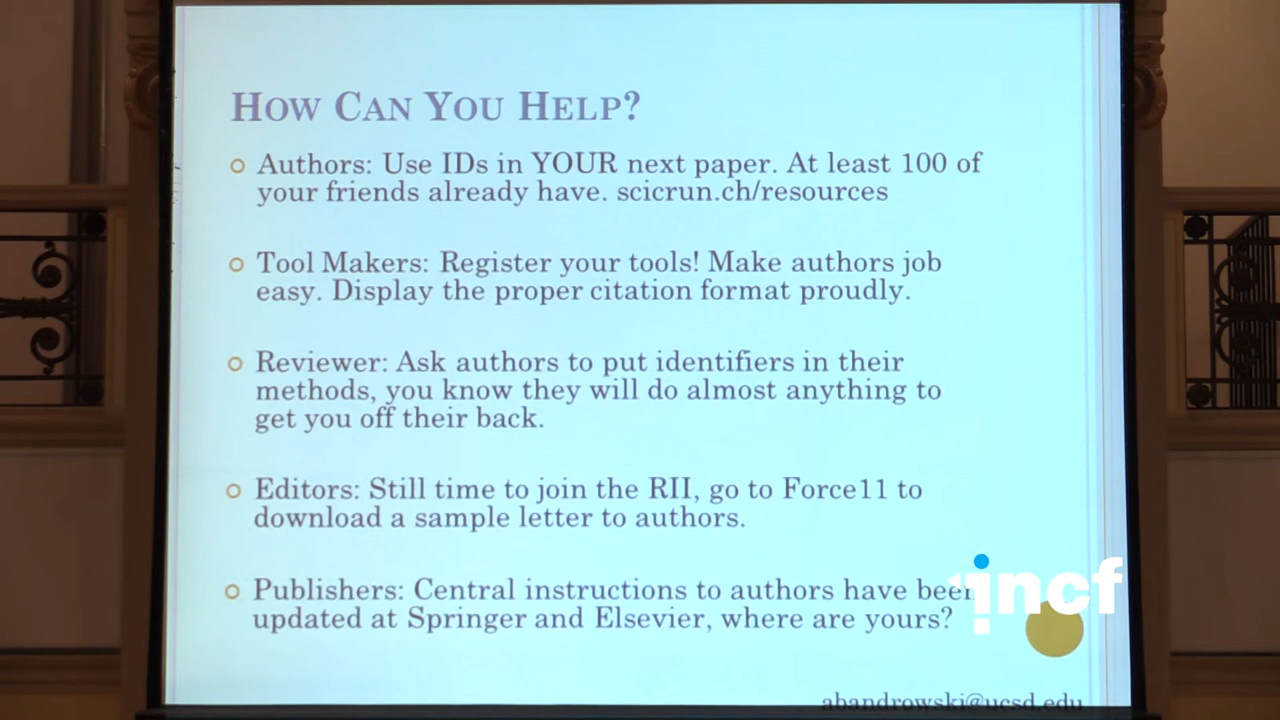 HOW CAN YOU HELP?
Authors: Use IDs in YOUR next paper. At least 100 of
your friends already have. scicrun.ch/resources
Tool Makers: Register your tools! Make authors job
easy. Display the proper citation format proudly.
Reviewer: Ask authors to put identifiers in their
methods, you know they will do almost anything to
get you off their back.
Editors: Still time to join the RII, go to Force11 to
download a sample letter to authors.
Publishers: Central instructions to authors have been
updated at Springer and Elsevier, where are yours?
incf
abandrowski@ucsd.edu